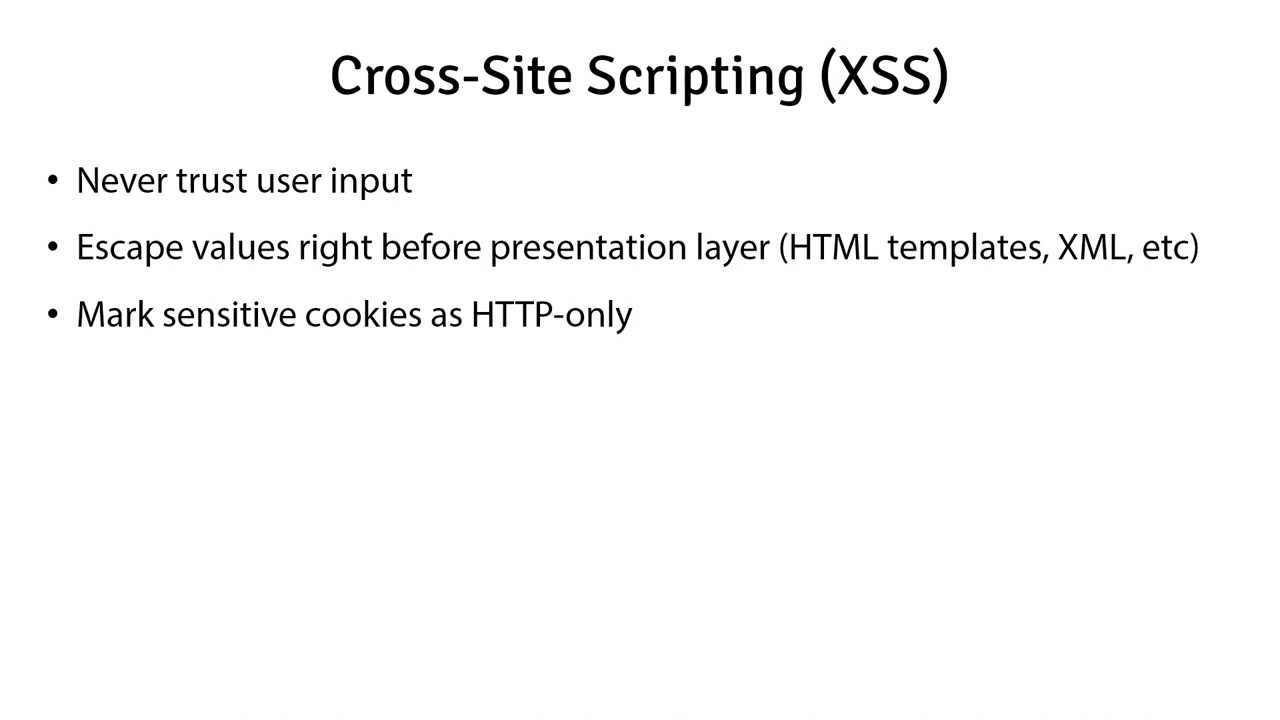 Cross-Site Scripting (XSS)
• Never trust user input
• Escape values right before presentation layer (HTML templates, XML, etc)
• Mark sensitive cookies as HTTP-only